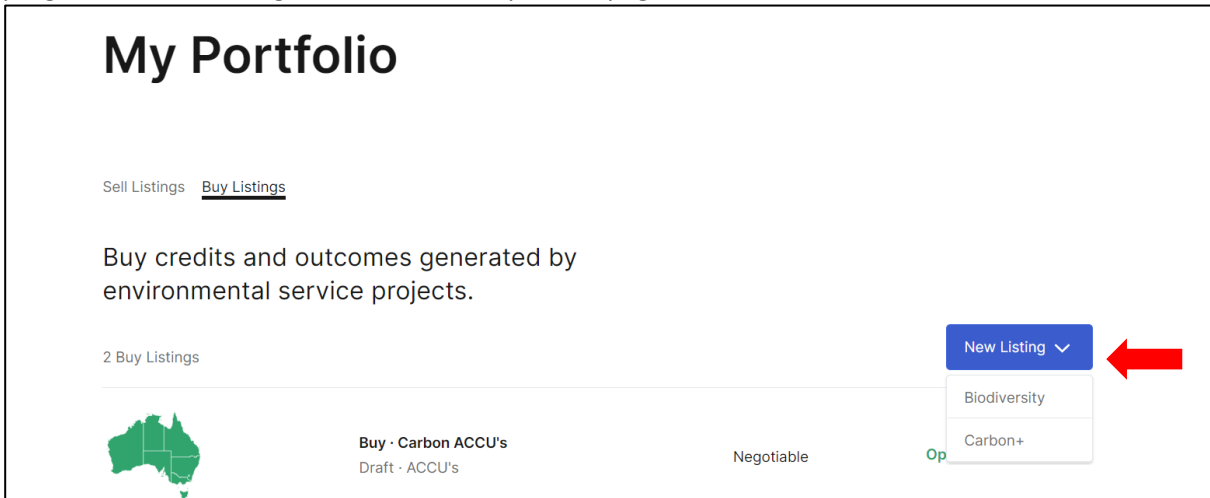 My Portfolio
Sell Listings Buy Listings
Buy credits and outcomes generated by
environmental service projects.
2 Buy Listings
New Listing
Biodiversity
Carbon+
Buy · Carbon ACCU's
Draft · ACCU's
Negotiable